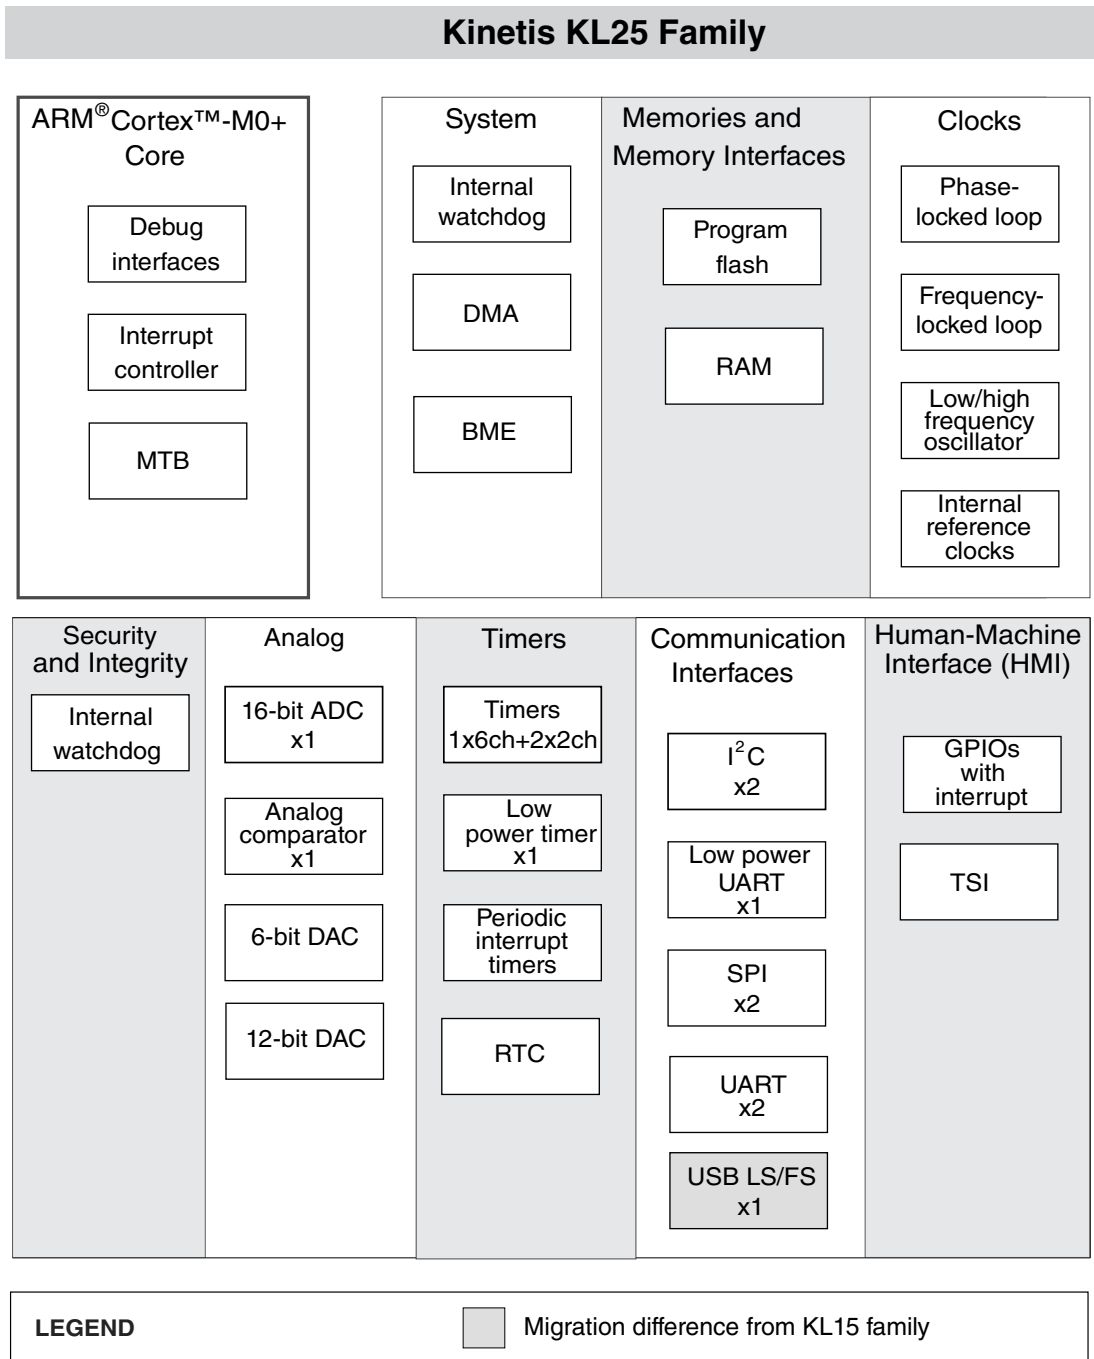 Kinetis KL25 Family
ARM®Cortex™-M0+
Core
Debug
interfaces
Interrupt
controller
MTB
System
Internal
watchdog
DMA
BME
Memories and
Memory Interfaces
Program
flash
RAM
Clocks
Phase-
locked loop
Frequency-
locked loop
Low/high
frequency
oscillator
Internal
reference
clocks
Security
and Integrity
Internal
watchdog
Analog
16-bit ADC
x1
Analog
comparator
x1
6-bit DAC
12-bit DAC
Timers
Timers
1x6ch+2x2ch
Low
power timer
x1
Periodic
interrupt
timers
RTC
Communication
Interfaces
I²C
x2
Low power
UART
x1
SPI
x2
UART
x2
USB LS/FS
x1
Human-Machine
Interface (HMI)
GPIOs
with
interrupt
TSI
LEGEND
Migration difference from KL15 family